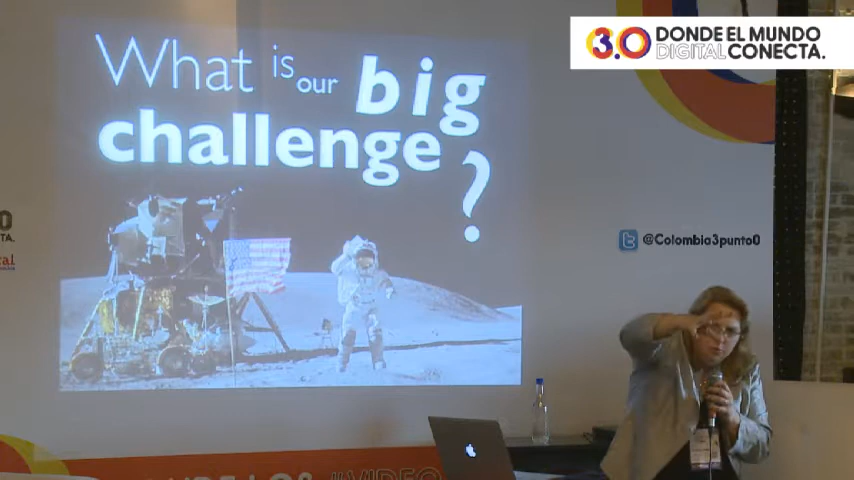 3.0 DONDE EL MUNDO
DIGITAL CONECTA.
What is our big
challenge?
@Colombia3punto0